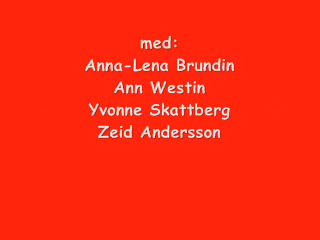 med:
Anna-Lena Brundin
Ann Westin
Yvonne Skattberg
Zeid Andersson